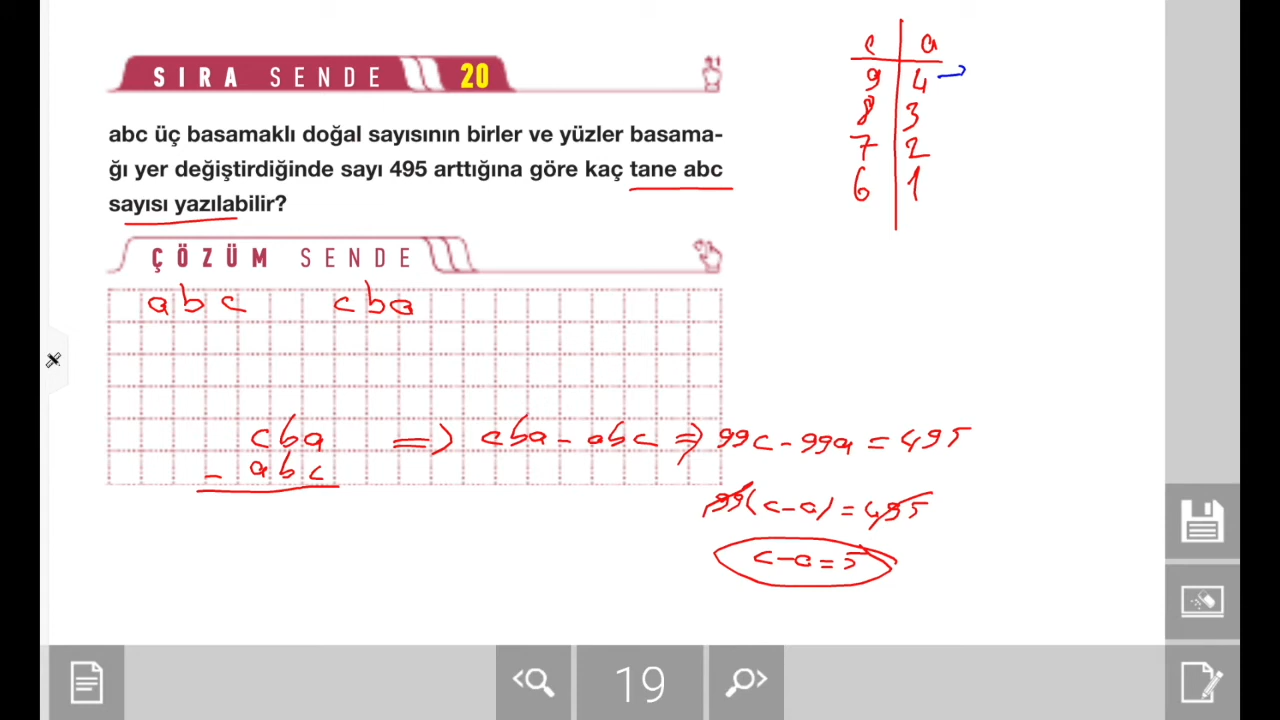 SIRA SENDE 20
abc üç basamaklı doğal sayısının birler ve yüzler basama-
ğı yer değiştirdiğinde sayı 495 arttığına göre kaç tane abc
sayısı yazılabilir?
ÇÖZÜM SENDE
abc cba
cba => cba - abc => 99c - 99a = 495
- abc
99(c-a) = 495
c-a=5
c a
9 4 →
8 3
7 2
6 1
19